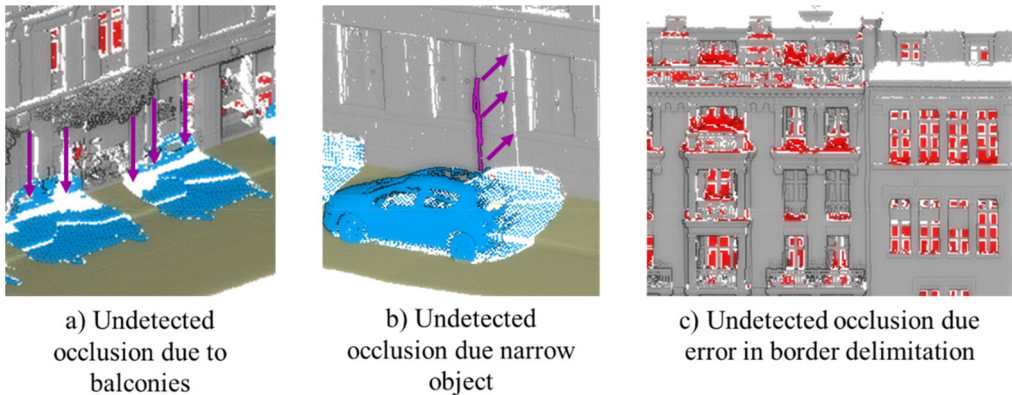 a) Undetected
occlusion due to
balconies
b) Undetected
occlusion due narrow
object
c) Undetected occlusion due
error in border delimitation